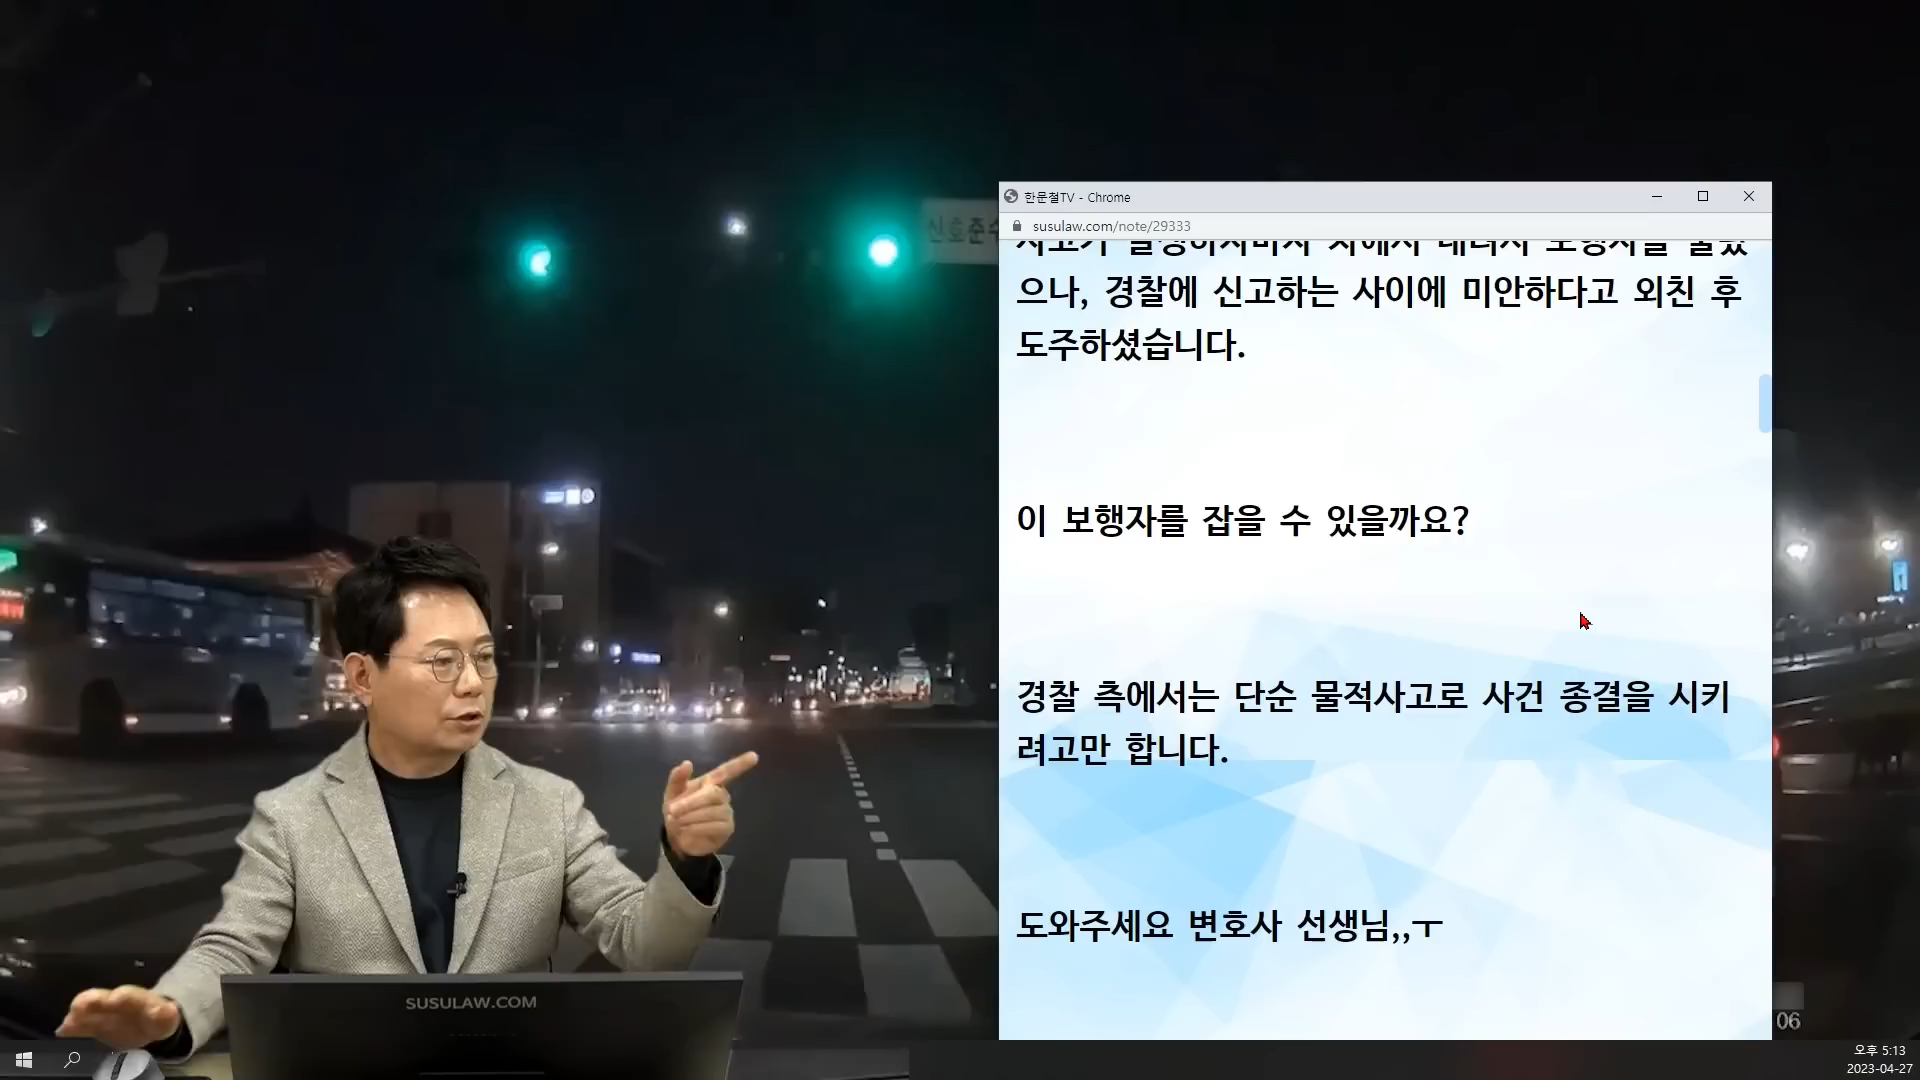 신호준수
한문철TV - Chrome
susulaw.com/note/29333
으나, 경찰에 신고하는 사이에 미안하다고 외친 후
도주하셨습니다.
이 보행자를 잡을 수 있을까요?
경찰 측에서는 단순 물적사고로 사건 종결을 시키
려고만 합니다.
도와주세요 변호사 선생님,,ㅜ
SUSULAW.COM
06
오후 5:13
2023-04-27